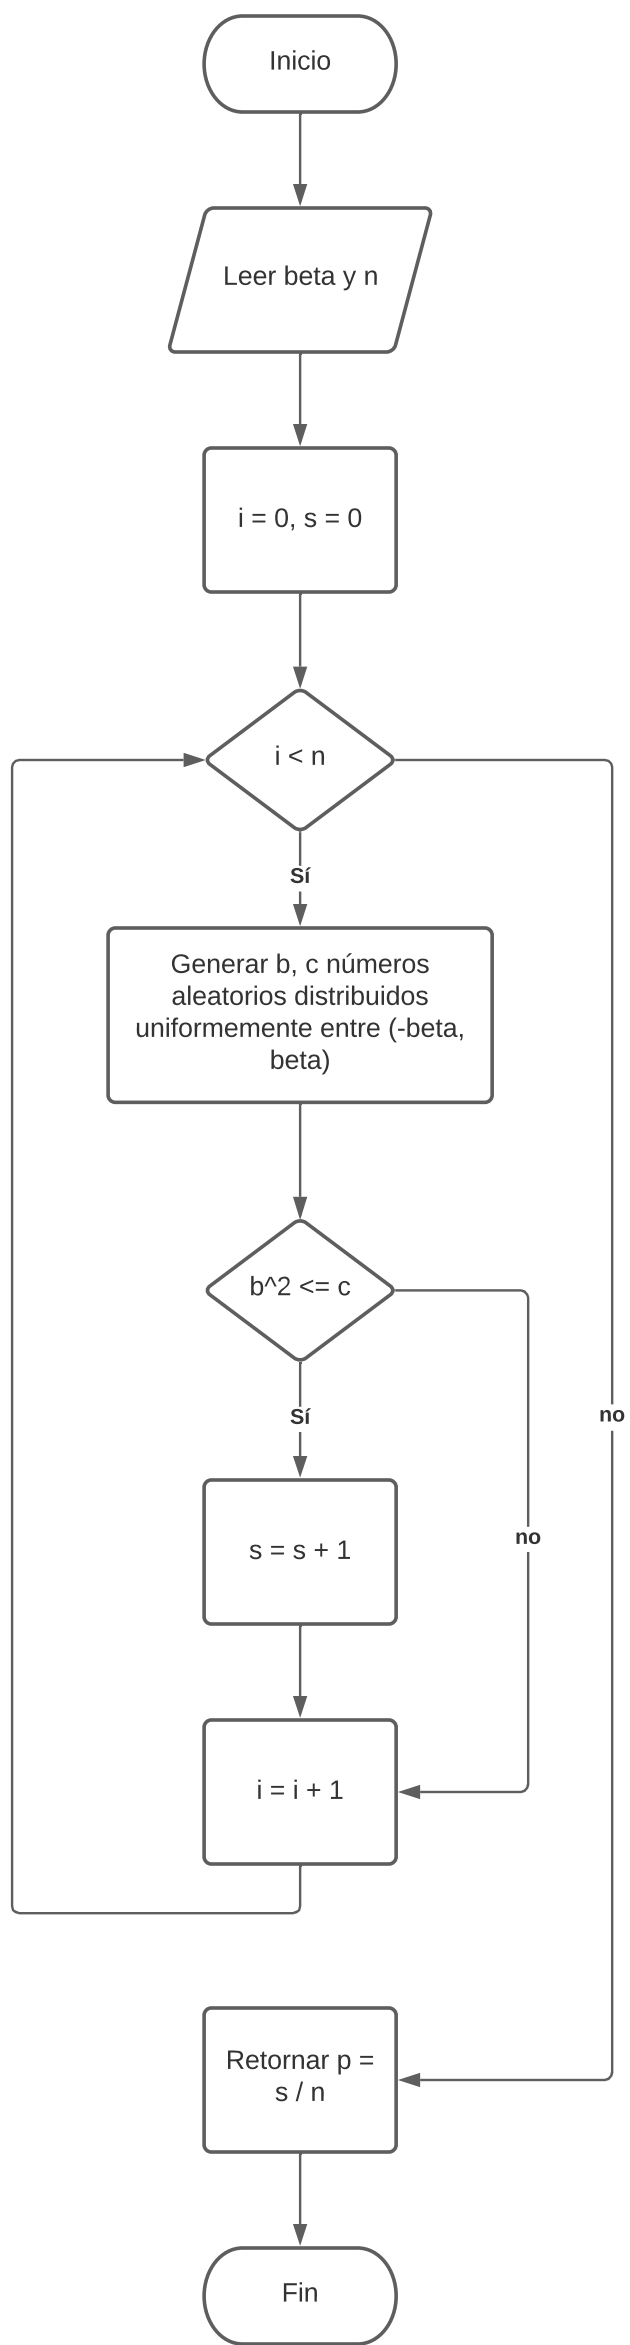 Inicio
Leer beta y n
i = 0, s = 0
i < n
Sí
Generar b, c números
aleatorios distribuidos
uniformemente entre (-beta,
beta)
b^2 <= c
Sí
no
no
s = s + 1
i = i + 1
Retornar p =
s / n
Fin